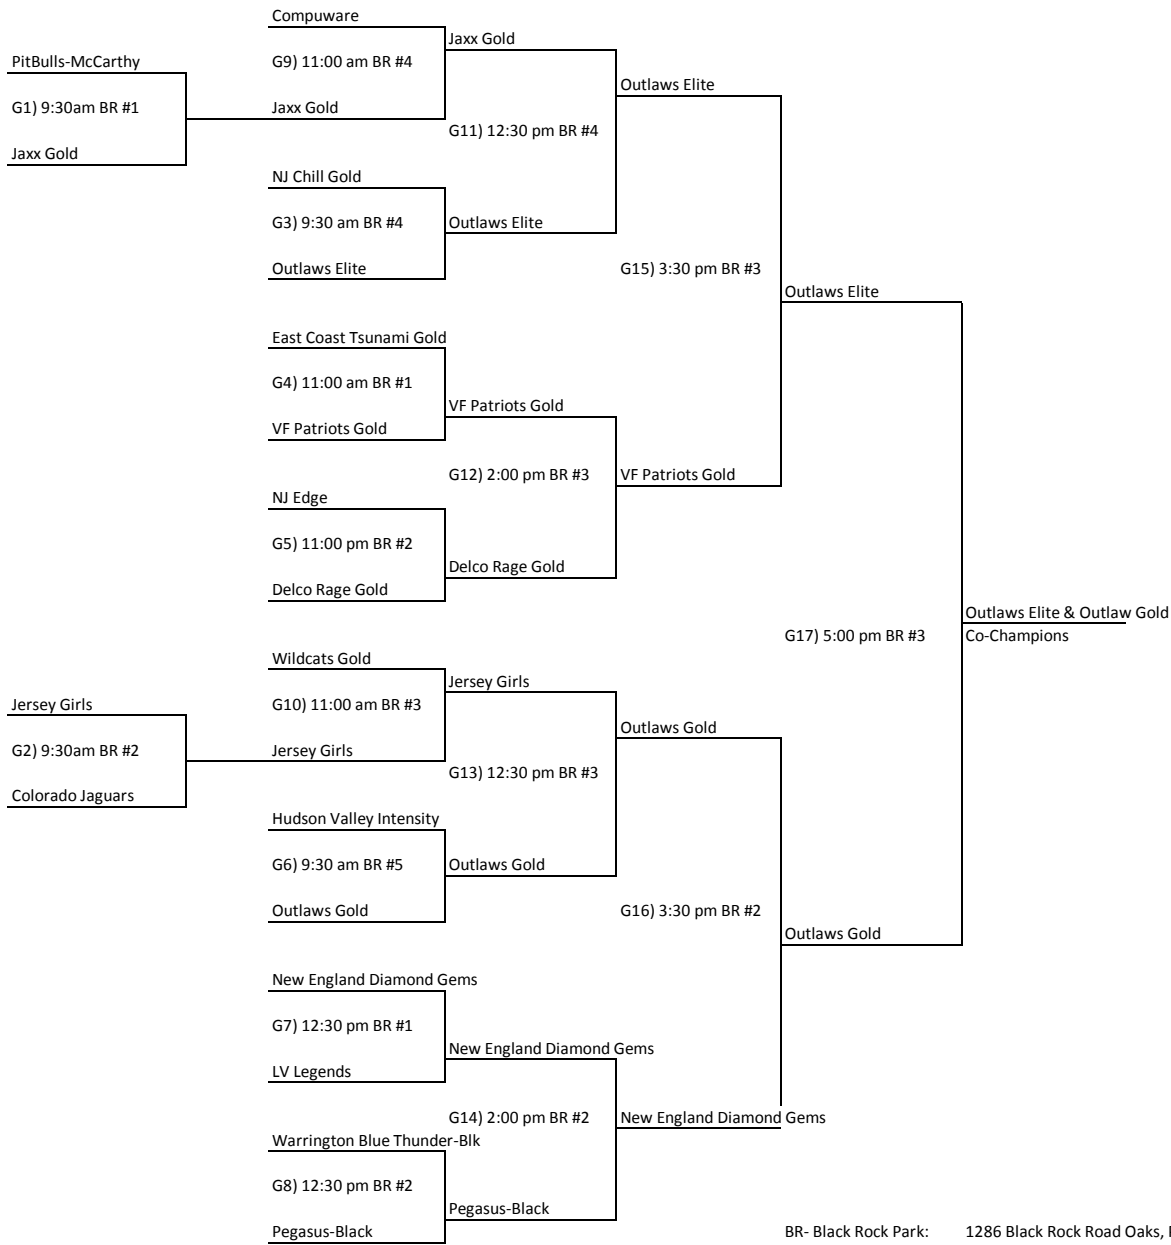 Compuware
Jaxx Gold
PitBulls-McCarthy
G9) 11:00 am BR #4
Outlaws Elite
G1) 9:30am BR #1
Jaxx Gold
G11) 12:30 pm BR #4
Jaxx Gold
NJ Chill Gold
G3) 9:30 am BR #4
Outlaws Elite
Outlaws Elite
G15) 3:30 pm BR #3
Outlaws Elite
East Coast Tsunami Gold
G4) 11:00 am BR #1
VF Patriots Gold
VF Patriots Gold
G12) 2:00 pm BR #3
VF Patriots Gold
NJ Edge
G5) 11:00 pm BR #2
Delco Rage Gold
Delco Rage Gold
Outlaws Elite & Outlaw Gold
G17) 5:00 pm BR #3
Co-Champions
Wildcats Gold
Jersey Girls
Jersey Girls
G10) 11:00 am BR #3
Outlaws Gold
G2) 9:30am BR #2
Jersey Girls
G13) 12:30 pm BR #3
Colorado Jaguars
Hudson Valley Intensity
G6) 9:30 am BR #5
Outlaws Gold
Outlaws Gold
G16) 3:30 pm BR #2
Outlaws Gold
New England Diamond Gems
G7) 12:30 pm BR #1
New England Diamond Gems
LV Legends
G14) 2:00 pm BR #2
New England Diamond Gems
Warrington Blue Thunder-Blk
G8) 12:30 pm BR #2
Pegasus-Black
Pegasus-Black
BR- Black Rock Park: 1286 Black Rock Road Oaks,